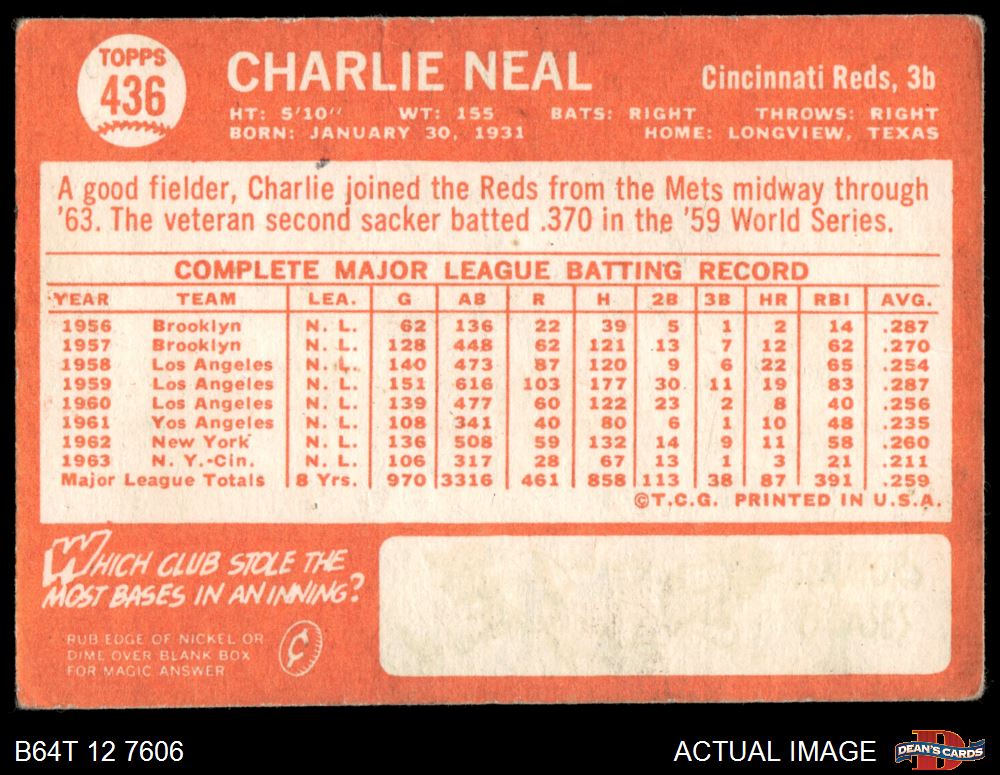 TOPPS
436
CHARLIE NEAL
Cincinnati Reds, 3b
HT: 5'10" WT: 155 BATS: RIGHT THROWS: RIGHT
BORN: JANUARY 30, 1931 HOME: LONGVIEW, TEXAS
A good fielder, Charlie joined the Reds from the Mets midway through
'63. The veteran second sacker batted .370 in the '59 World Series.
COMPLETE MAJOR LEAGUE BATTING RECORD
YEAR TEAM LEA. G AB R H 2B 3B HR RBI AVG.
1956 Brooklyn N. L. 62 136 22 39 5 1 2 14 .287
1957 Brooklyn N. L. 128 448 62 121 13 7 12 62 .270
1958 Los Angeles N. L. 140 473 87 120 9 6 22 65 .254
1959 Los Angeles N. L. 151 616 103 177 30 11 19 83 .287
1960 Los Angeles N. L. 139 477 60 122 23 2 8 40 .256
1961 Yos Angeles N. L. 108 341 40 80 6 1 10 48 .235
1962 New York N. L. 136 508 59 132 14 9 11 58 .260
1963 N. Y.-Cin. N. L. 106 317 28 67 13 1 3 21 .211
Major League Totals 8 Yrs. 970 3316 461 858 113 38 87 391 .259
©T.C.G. PRINTED IN U.S.A.
WHICH CLUB STOLE THE
MOST BASES IN AN INNING?
RUB EDGE OF NICKEL OR
DIME OVER BLANK BOX
FOR MAGIC ANSWER
¢
B64T 12 7606
ACTUAL IMAGE
D
DEAN'S CARDS